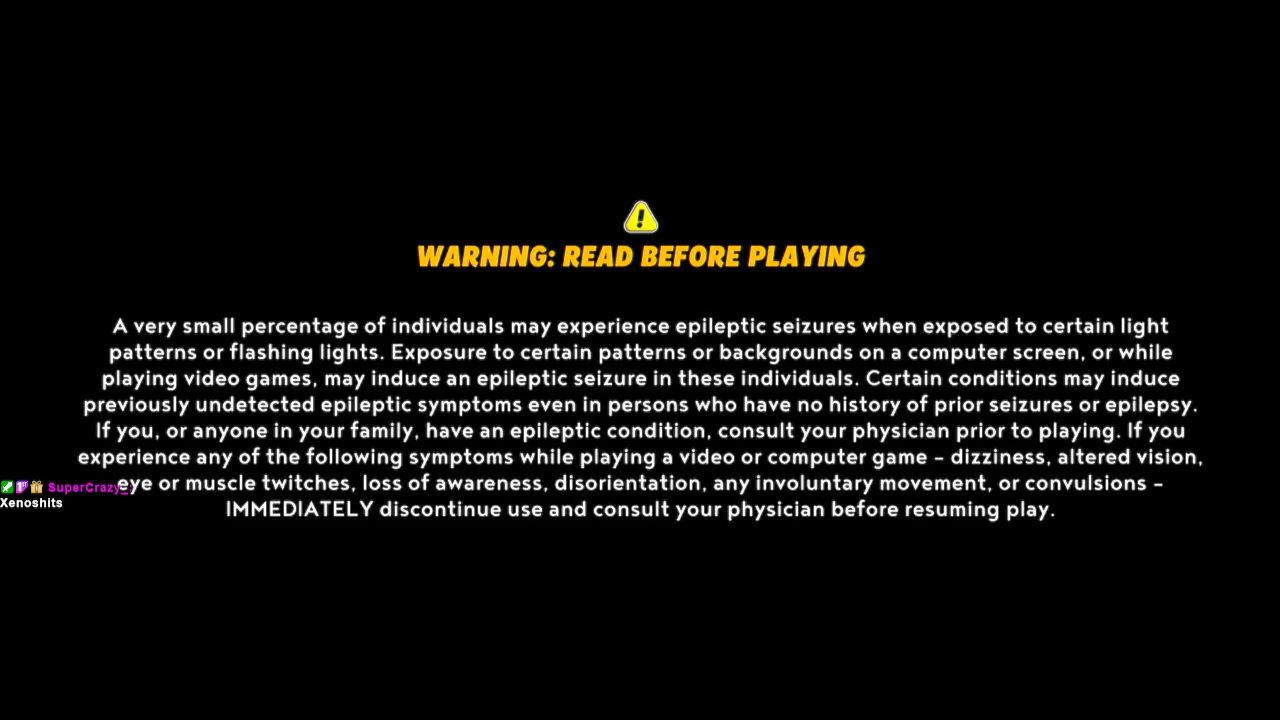 WARNING: READ BEFORE PLAYING
A very small percentage of individuals may experience epileptic seizures when exposed to certain light
patterns or flashing lights. Exposure to certain patterns or backgrounds on a computer screen, or while
playing video games, may induce an epileptic seizure in these individuals. Certain conditions may induce
previously undetected epileptic symptoms even in persons who have no history of prior seizures or epilepsy.
If you, or anyone in your family, have an epileptic condition, consult your physician prior to playing. If you
experience any of the following symptoms while playing a video or computer game – dizziness, altered vision,
eye or muscle twitches, loss of awareness, disorientation, any involuntary movement, or convulsions –
IMMEDIATELY discontinue use and consult your physician before resuming play.
SuperCrazy_
Xenoshits